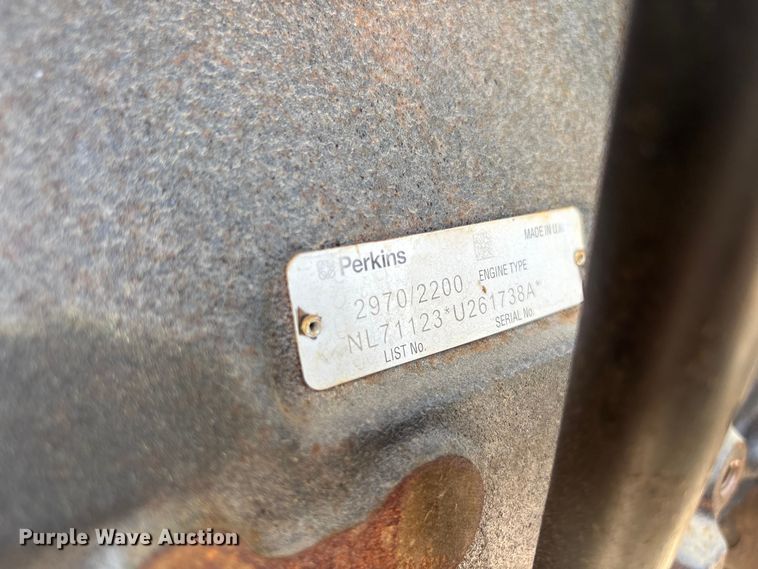 Perkins
MADE IN U.K
2970/2200
ENGINE TYPE
NL71123*U261738A*
LIST No.
SERIAL No.
Purple Wave Auction